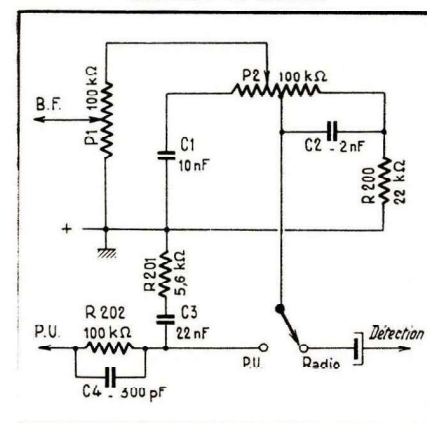 P2
100 kΩ
100 kΩ
B.F.
P1
C1
10 nF
C2 - 2nF
R 200
22 kΩ
+
R201
5,6 kΩ
R 202
100 kΩ
C3
22 nF
P.U.
C4 - 300 pF
P.U.
Radio
Détection